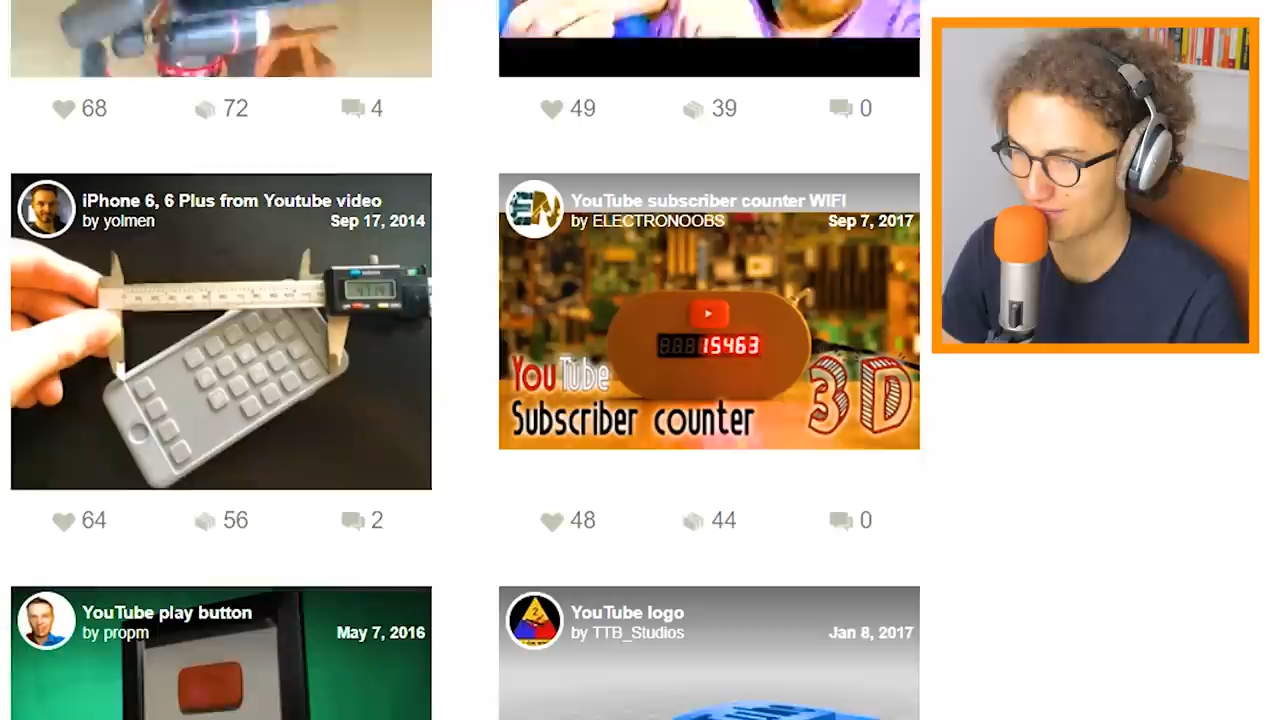 68 72 4
49 39 0
iPhone 6, 6 Plus from Youtube video
by yolmen Sep 17, 2014
YouTube subscriber counter WIFI
by ELECTRONOOBS Sep 7, 2017
15463
YouTube
Subscriber counter
3D
64 56 2
48 44 0
YouTube play button
by propm May 7, 2016
YouTube logo
by TTB_Studios Jan 8, 2017